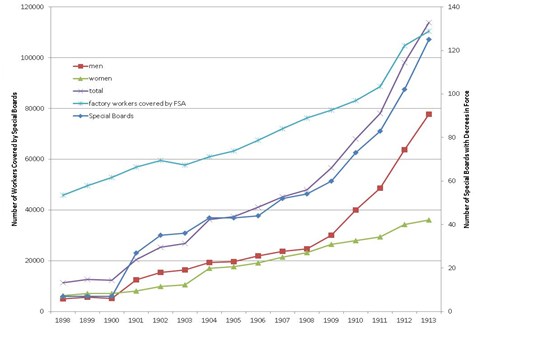 120000
100000
80000
60000
40000
20000
0
140
120
100
80
60
40
20
0
Number of Workers Covered by Special Boards
Number of Special Boards with Decrees in Force
men
women
total
factory workers covered by FSA
Special Boards
1898 1899 1900 1901 1902 1903 1904 1905 1906 1907 1908 1909 1910 1911 1912 1913